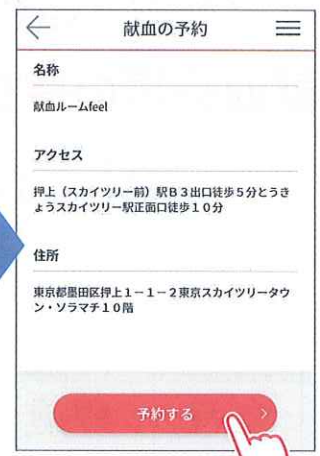 献血の予約
名称
献血ルームfeel
アクセス
押上（スカイツリー前）駅Ｂ３出口徒歩５分とうき
ょうスカイツリー駅正面口徒歩１０分
住所
東京都墨田区押上１－１－２東京スカイツリータウ
ン・ソラマチ１０階
予約する